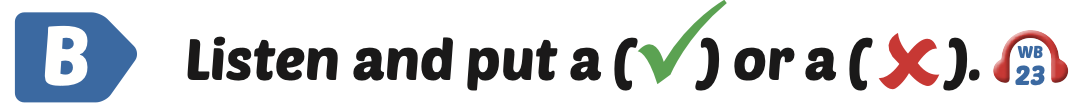 B Listen and put a (✓) or a (✗). WB
23